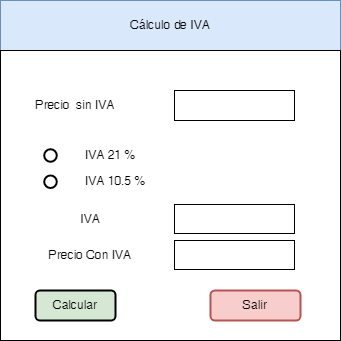 Cálculo de IVA
Precio sin IVA
IVA 21 %
IVA 10.5 %
IVA
Precio Con IVA
Calcular
Salir